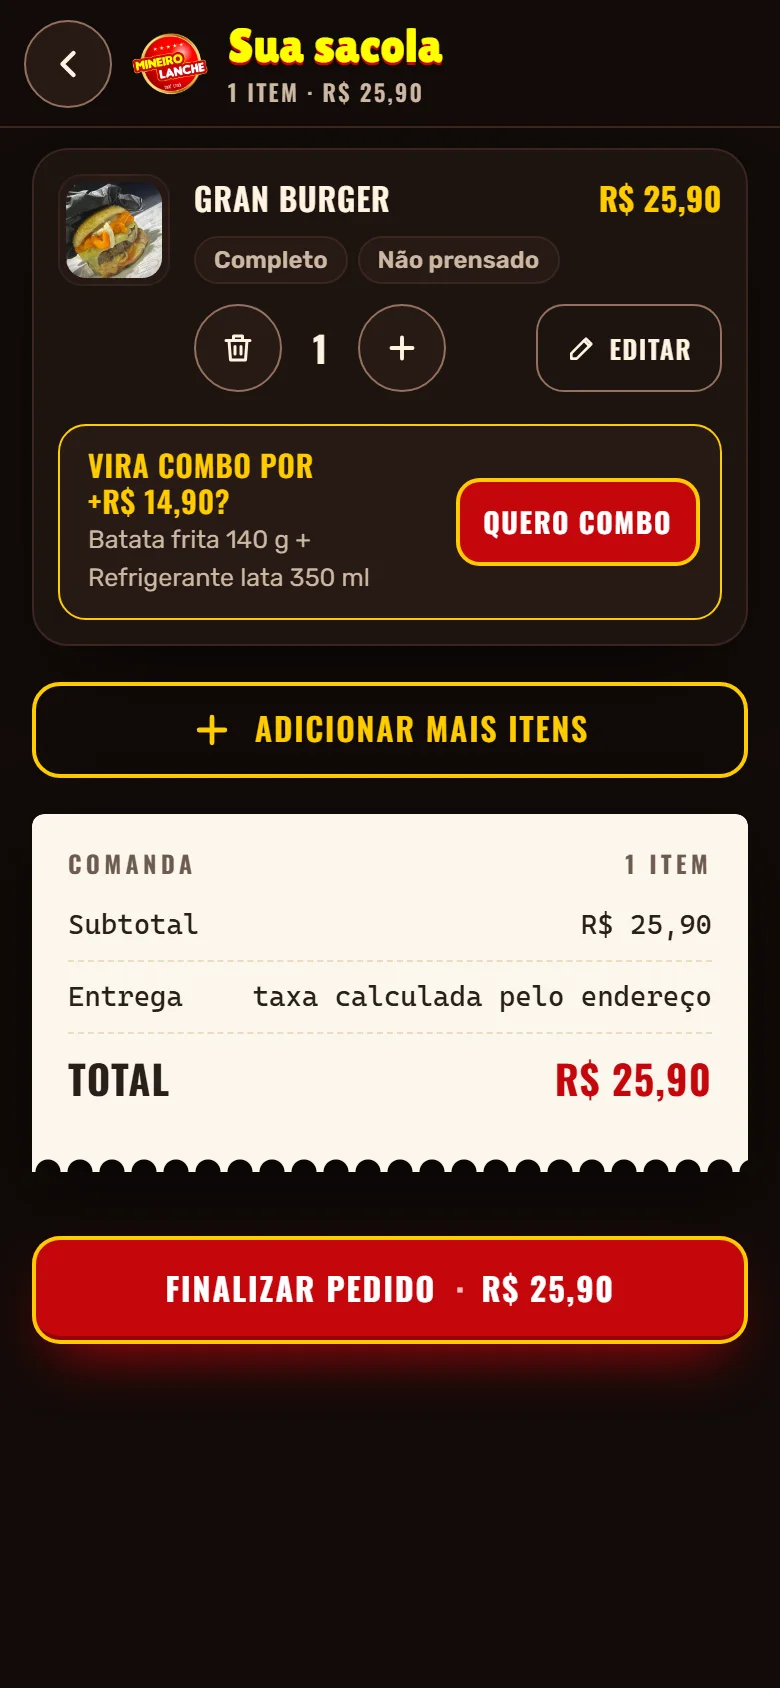 MINEIRO
LANCHE
Sua sacola
1 ITEM · R$ 25,90
GRAN BURGER
R$ 25,90
Completo
Não prensado
1
EDITAR
VIRA COMBO POR
+R$ 14,90?
Batata frita 140 g +
Refrigerante lata 350 ml
QUERO COMBO
+ ADICIONAR MAIS ITENS
COMANDA
1 ITEM
Subtotal
R$ 25,90
Entrega
taxa calculada pelo endereço
TOTAL
R$ 25,90
FINALIZAR PEDIDO · R$ 25,90